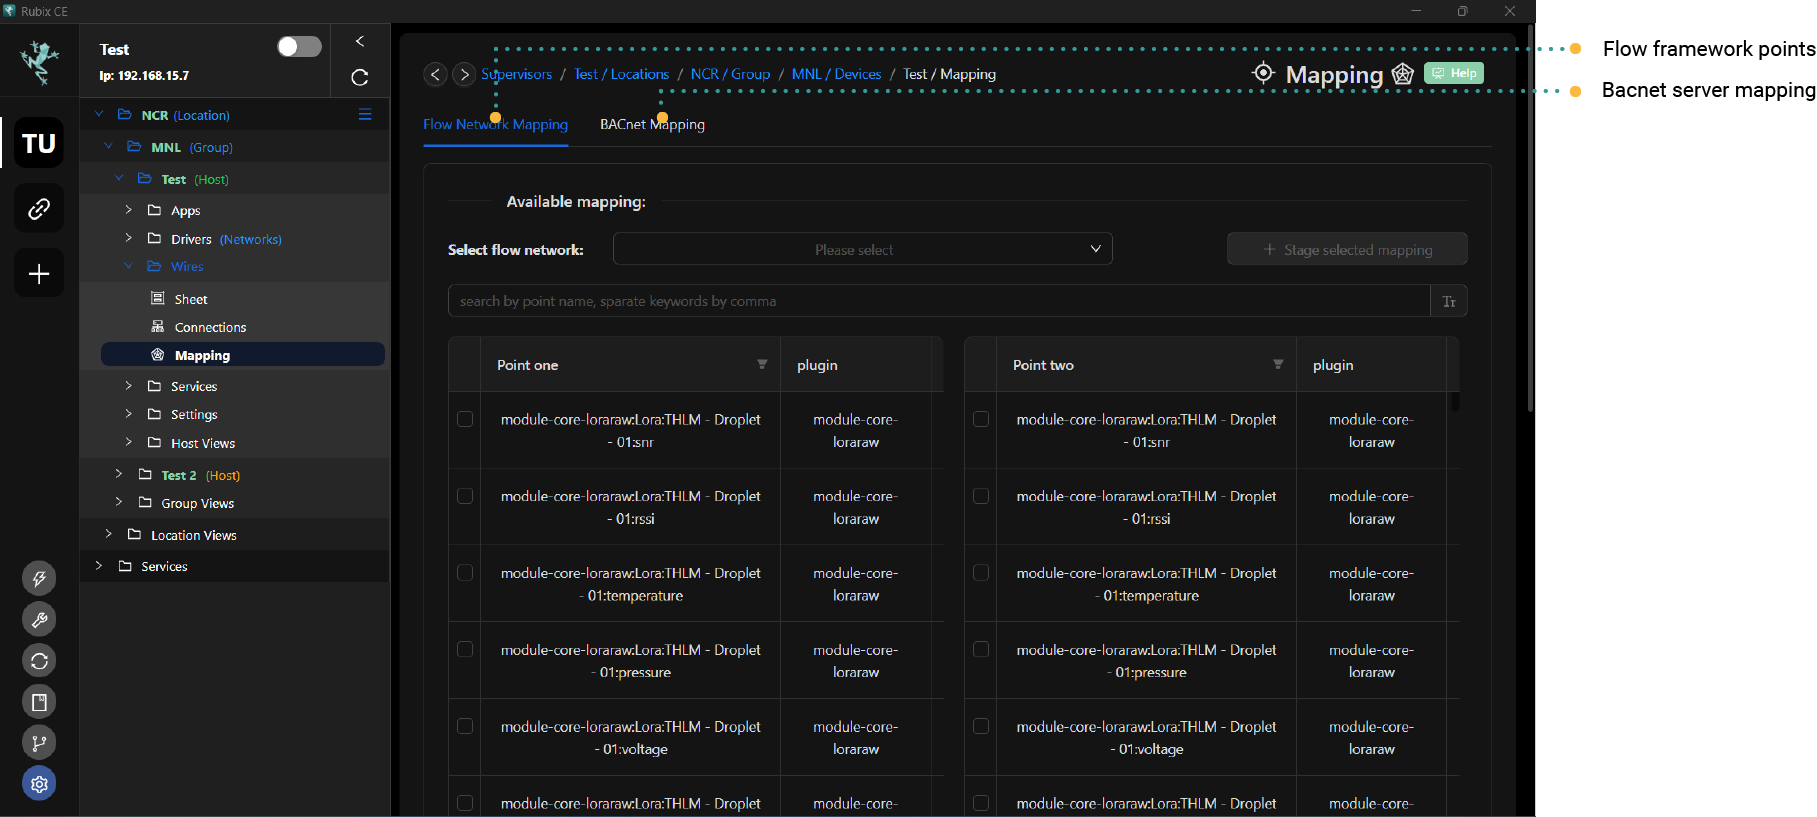 Rubix CE
Test
Ip: 192.168.15.7
TU
NCR (Location)
MNL (Group)
Test (Host)
Apps
Drivers (Networks)
Wires
Sheet
Connections
Mapping
Services
Settings
Host Views
Test 2 (Host)
Group Views
Location Views
Services
Supervisors / Test / Locations / NCR / Group / MNL / Devices / Test / Mapping
Mapping
Help
Flow framework points
Bacnet server mapping
Flow Network Mapping
BACnet Mapping
Available mapping:
Select flow network:
Please select
+ Stage selected mapping
search by point name, sparate keywords by comma
Tт
Point one
plugin
Point two
plugin
module-core-loraraw:Lora:THLM - Droplet
- 01:snr
module-core-
loraraw
module-core-loraraw:Lora:THLM - Droplet
- 01:snr
module-core-
loraraw
module-core-loraraw:Lora:THLM - Droplet
- 01:rssi
module-core-
loraraw
module-core-loraraw:Lora:THLM - Droplet
- 01:rssi
module-core-
loraraw
module-core-loraraw:Lora:THLM - Droplet
- 01:temperature
module-core-
loraraw
module-core-loraraw:Lora:THLM - Droplet
- 01:temperature
module-core-
loraraw
module-core-loraraw:Lora:THLM - Droplet
- 01:pressure
module-core-
loraraw
module-core-loraraw:Lora:THLM - Droplet
- 01:pressure
module-core-
loraraw
module-core-loraraw:Lora:THLM - Droplet
- 01:voltage
module-core-
loraraw
module-core-loraraw:Lora:THLM - Droplet
- 01:voltage
module-core-
loraraw
module-core-loraraw:Lora:THLM - Droplet
module-core-
module-core-loraraw:Lora:THLM - Droplet
module-core-